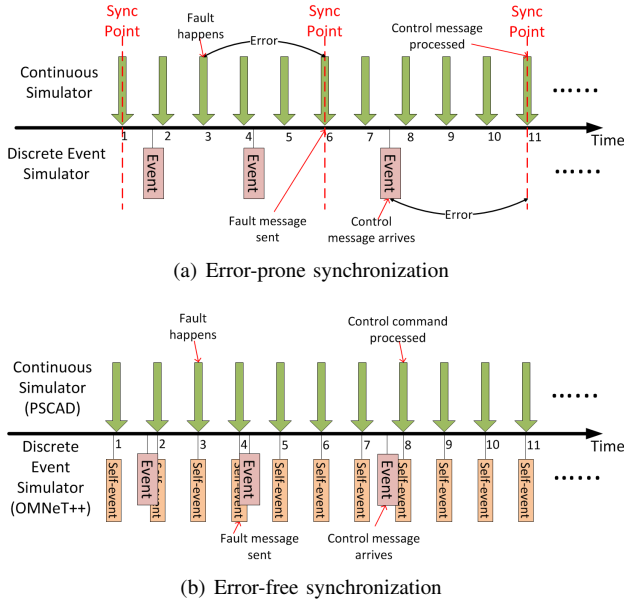 Sync Point
Fault happens
Error
Sync Point
Control message processed
Sync Point
Continuous Simulator
......
1 2 3 4 5 6 7 8 9 10 11
Time
Discrete Event Simulator
Event
Event
Event
......
Error
Fault message sent
Control message arrives
(a) Error-prone synchronization
Fault happens
Control command processed
Continuous Simulator (PSCAD)
......
1 2 3 4 5 6 7 8 9 10 11
Time
Discrete Event Simulator (OMNeT++)
Self-event
Event
Self-event
Self-event
Self-event
Event
Self-event
Self-event
Self-event
Event
Self-event
Self-event
Self-event
Self-event
......
Fault message sent
Control message arrives
(b) Error-free synchronization